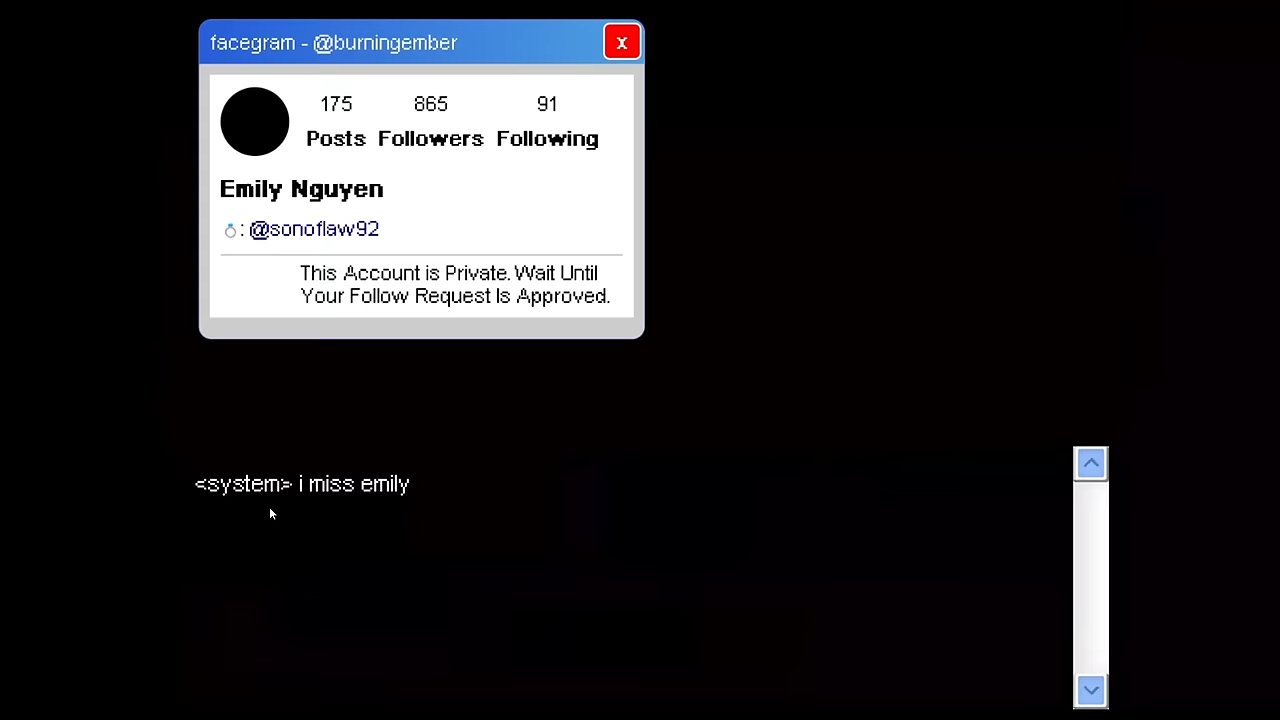 facegram - @burningember
x
175 865 91
Posts Followers Following
Emily Nguyen
💍: @sonoflaw92
This Account is Private. Wait Until
Your Follow Request Is Approved.
<system> i miss emily